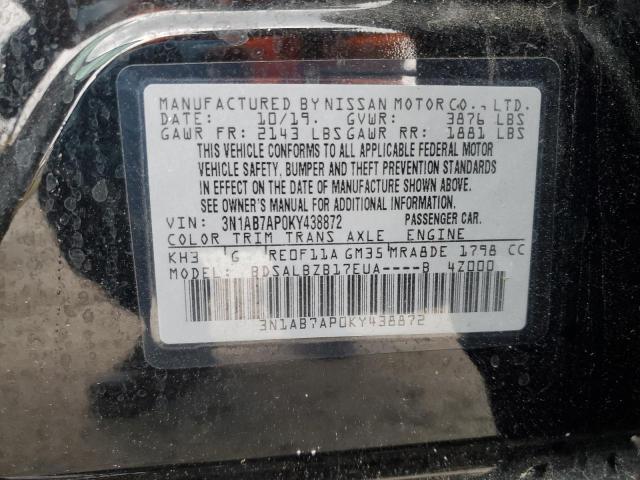 MANUFACTURED BY NISSAN MOTOR CO., LTD.
DATE: 10/19. GVWR: 3876 LBS
GAWR FR: 2143 LBS GAWR RR: 1881 LBS
THIS VEHICLE CONFORMS TO ALL APPLICABLE FEDERAL MOTOR
VEHICLE SAFETY, BUMPER AND THEFT PREVENTION STANDARDS
IN EFFECT ON THE DATE OF MANUFACTURE SHOWN ABOVE.
SEE OWNER'S MANUAL FOR ADDITIONAL INFORMATION.
VIN: 3N1AB7AP0KY438872 PASSENGER CAR.
COLOR TRIM TRANS AXLE ENGINE
KH3 G RE0F11A GM35 MRA8DE 1798 CC
BDSALBZB17EUA----B 4Z000
3N1AB7AP0KY438872